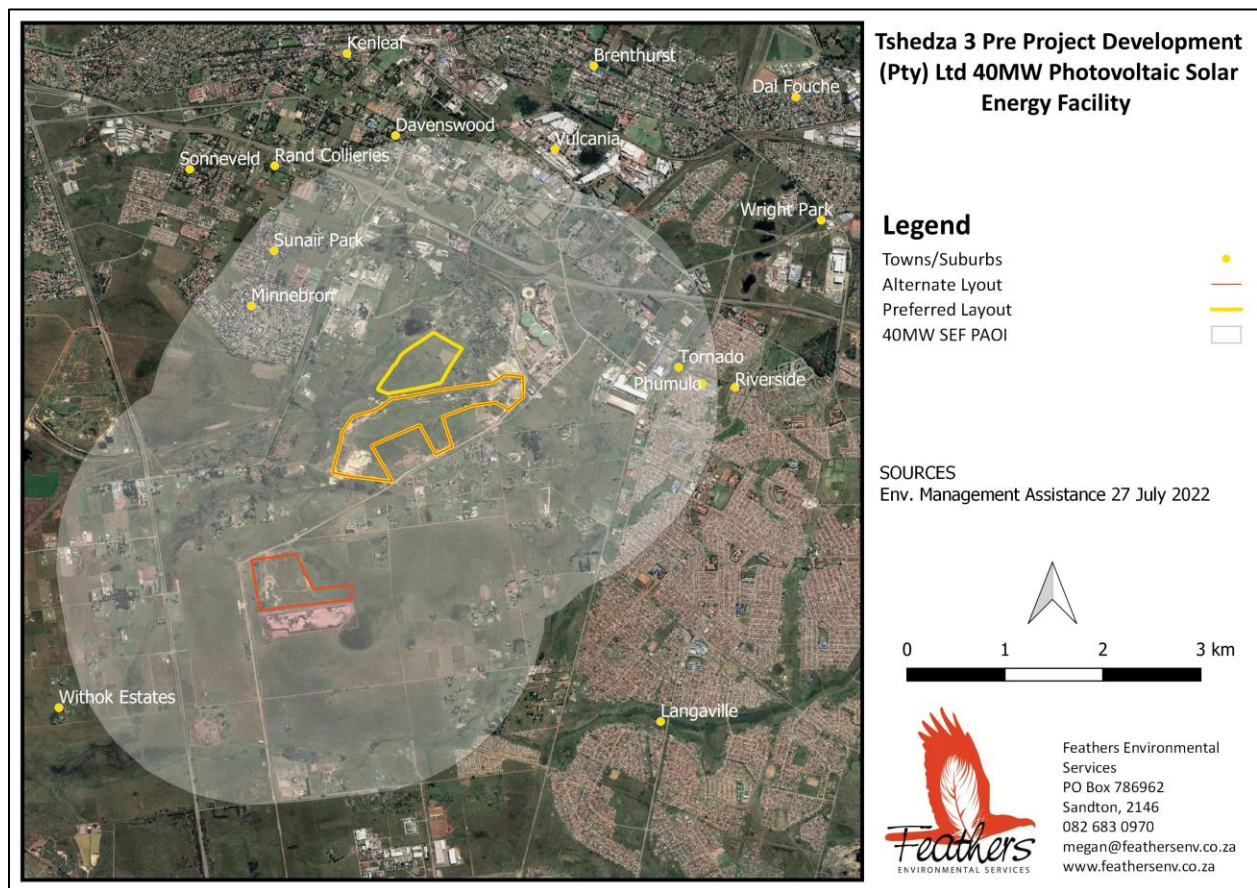 Kenleaf
Brenthurst
Dal Fouche
Davenswood
Vulcania
Sonneveld
Rand Collieries
Wright Park
Sunair Park
Minnebron
Tornado
Phumulo
Riverside
Withok Estates
Langaville
Tshedza 3 Pre Project Development
(Pty) Ltd 40MW Photovoltaic Solar
Energy Facility
Legend
Towns/Suburbs
Alternate Lyout
Preferred Layout
40MW SEF PAOI
SOURCES
Env. Management Assistance 27 July 2022
0 1 2 3 km
Feathers
ENVIRONMENTAL SERVICES
Feathers Environmental
Services
PO Box 786962
Sandton, 2146
082 683 0970
megan@feathersenv.co.za
www.feathersenv.co.za